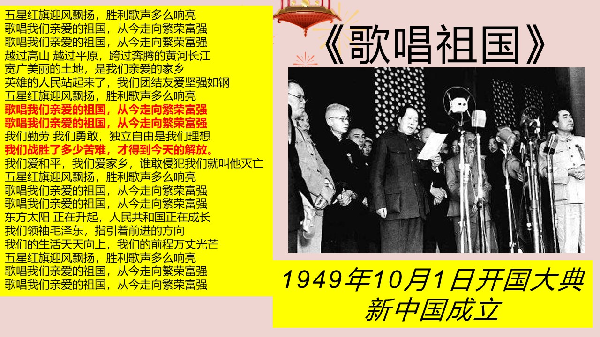 五星红旗迎风飘扬，胜利歌声多么响亮
歌唱我们亲爱的祖国，从今走向繁荣富强
歌唱我们亲爱的祖国，从今走向繁荣富强
越过高山 越过平原，跨过奔腾的黄河长江
宽广美丽的土地，是我们亲爱的家乡
英雄的人民站起来了，我们团结友爱坚强如钢
五星红旗迎风飘扬，胜利歌声多么响亮
歌唱我们亲爱的祖国，从今走向繁荣富强
歌唱我们亲爱的祖国，从今走向繁荣富强
我们勤劳 我们勇敢，独立自由是我们理想
我们战胜了多少苦难，才得到今天的解放。
我们爱和平，我们爱家乡，谁敢侵犯我们就叫他灭亡
五星红旗迎风飘扬，胜利歌声多么响亮
歌唱我们亲爱的祖国，从今走向繁荣富强
歌唱我们亲爱的祖国，从今走向繁荣富强
东方太阳 正在升起，人民共和国正在成长
我们领袖毛泽东，指引着前进的方向
我们的生活天天向上，我们的前程万丈光芒
五星红旗迎风飘扬，胜利歌声多么响亮
歌唱我们亲爱的祖国，从今走向繁荣富强
歌唱我们亲爱的祖国，从今走向繁荣富强
《歌唱祖国》
1949年10月1日开国大典
新中国成立